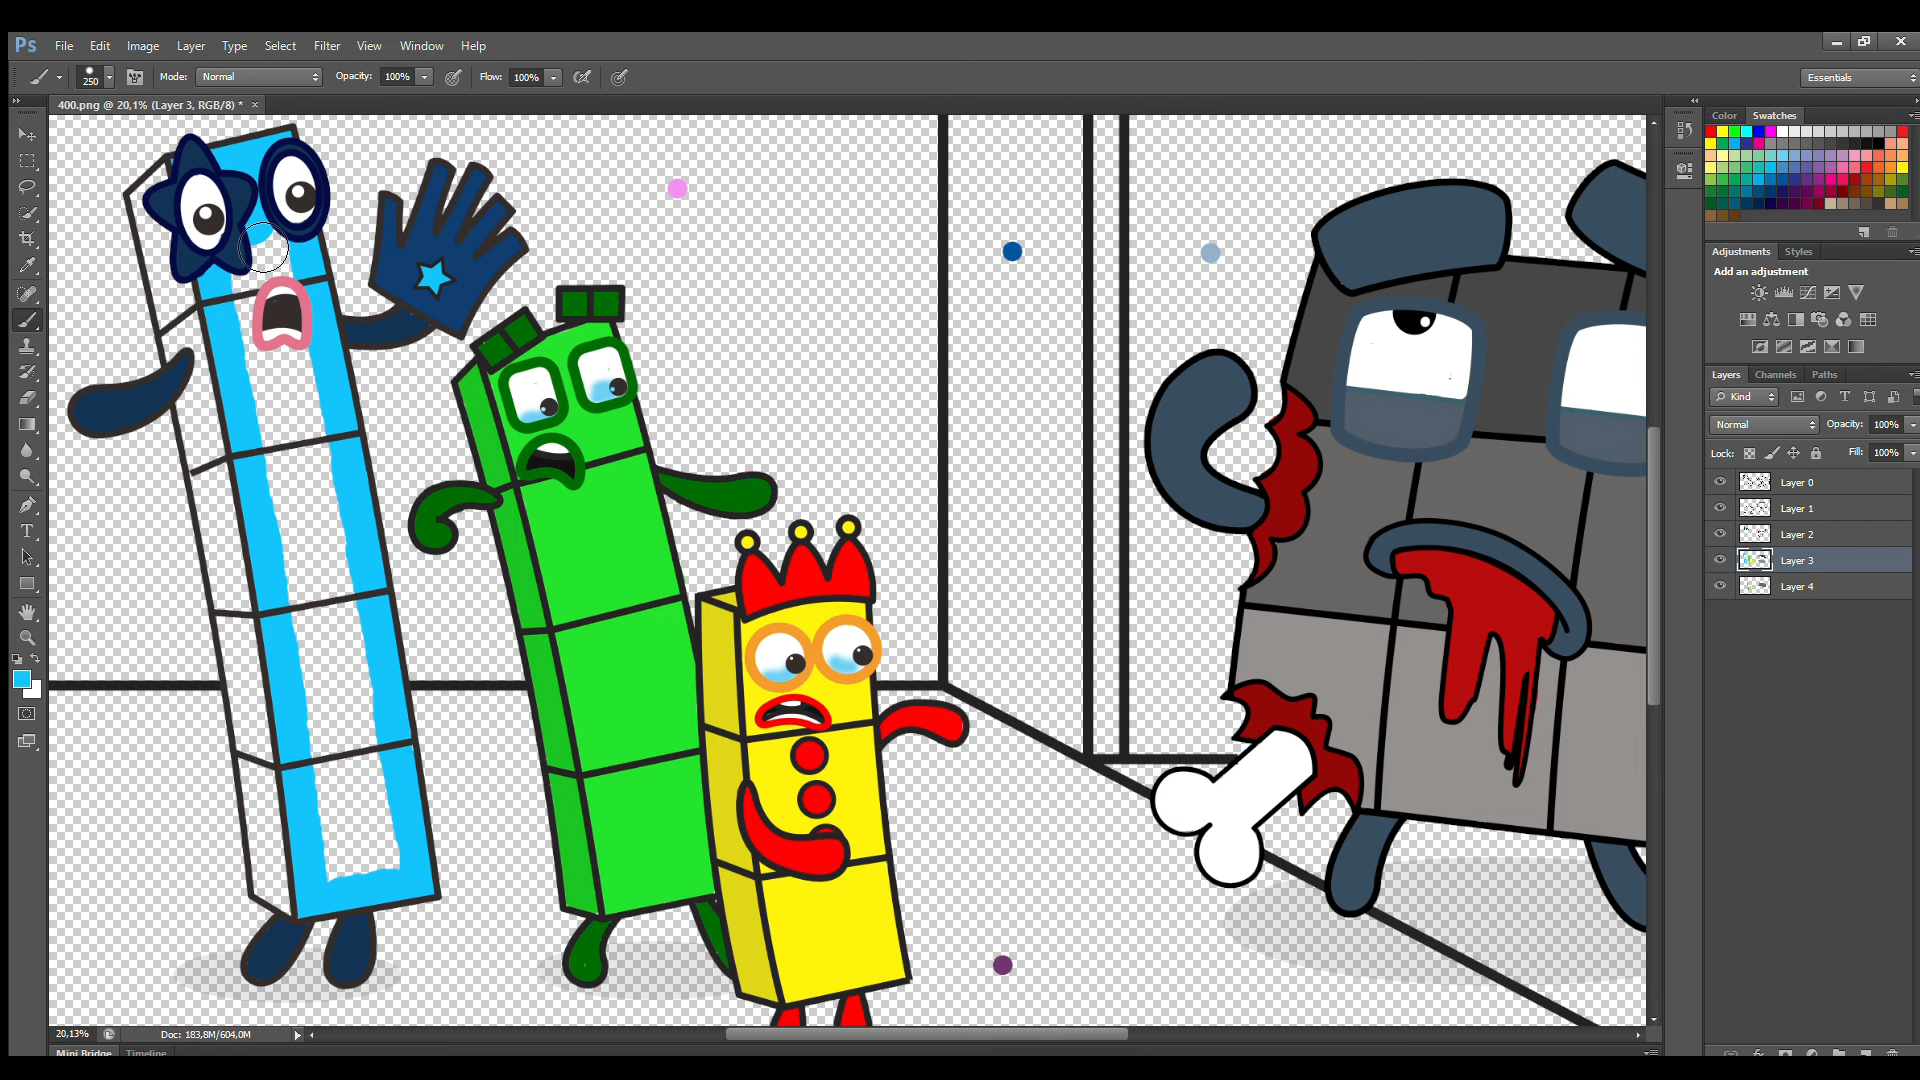 Ps File Edit Image Layer Type Select Filter View Window Help
250 Mode: Normal Opacity: 100% Flow: 100% Essentials
400.png @ 20,1% (Layer 3, RGB/8) * ×
Color Swatches
Adjustments Styles
Add an adjustment
Layers Channels Paths
Kind
Normal Opacity: 100%
Lock: Fill: 100%
Layer 0
Layer 1
Layer 2
Layer 3
Layer 4
20,13% Doc: 183,8M/604,0M
Mini Bridge Timeline